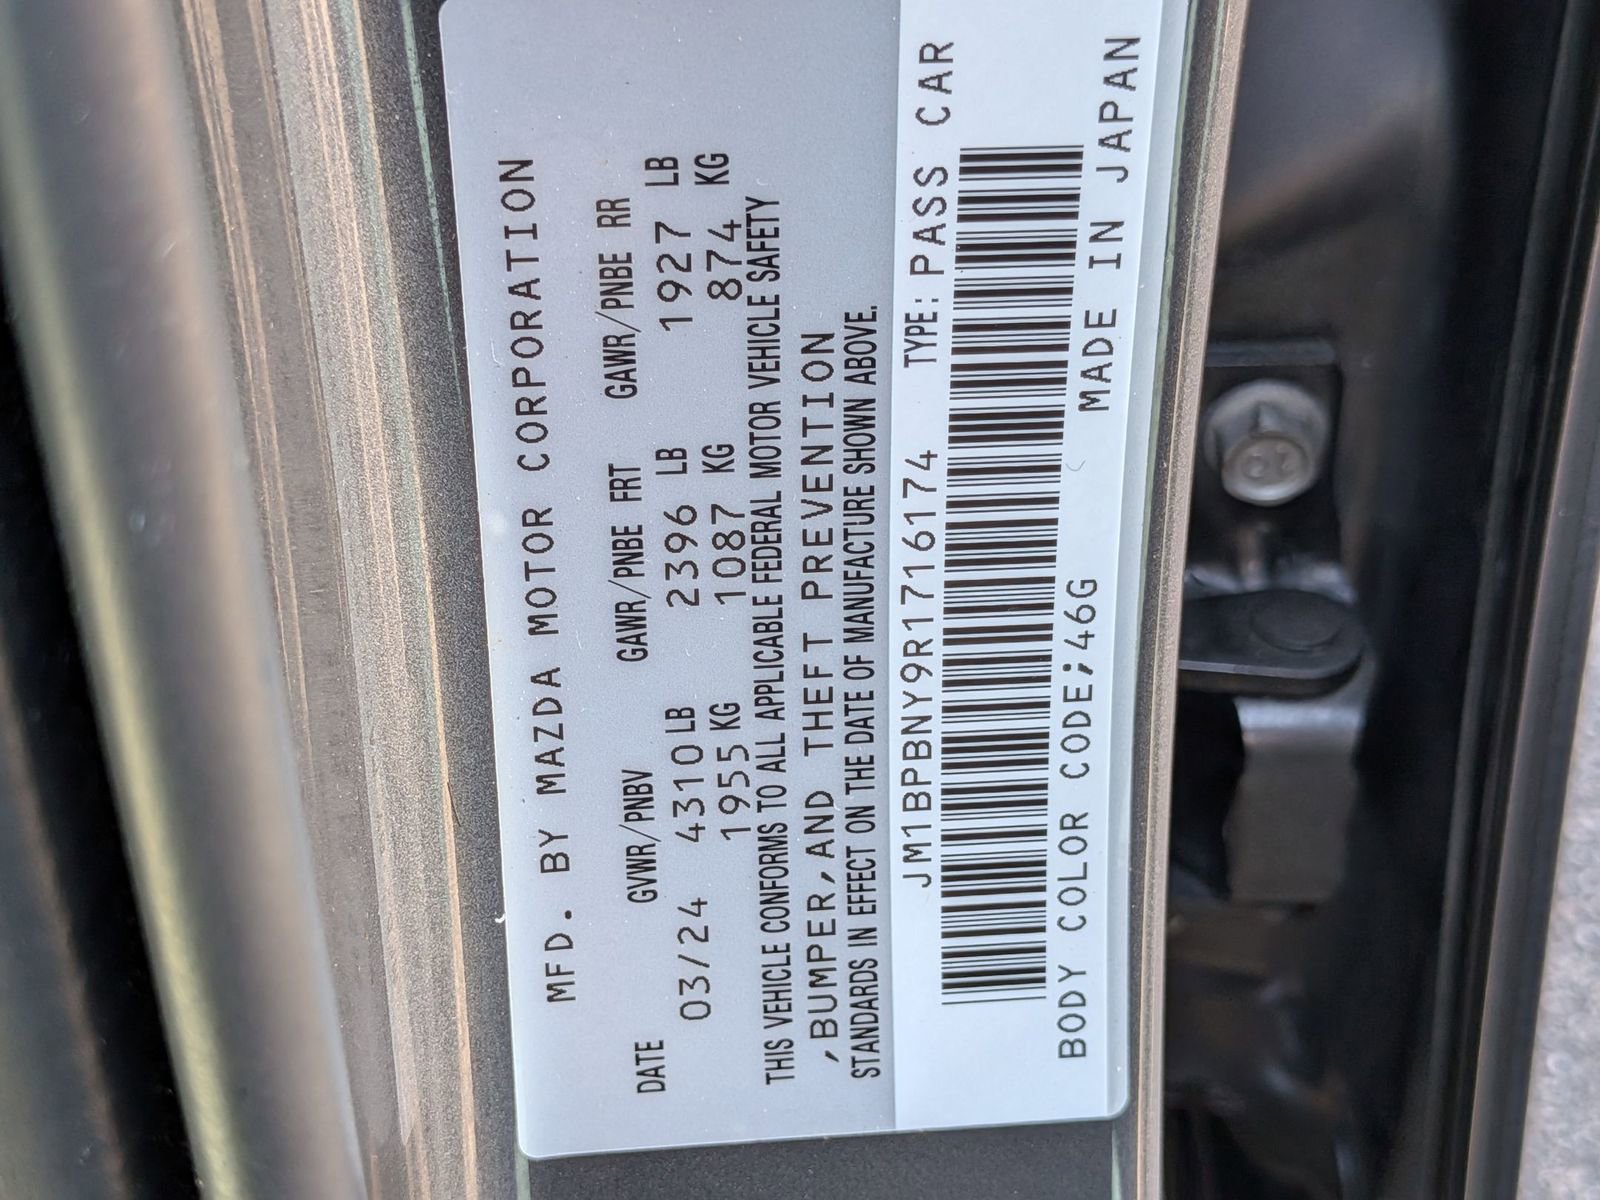 MFD. BY MAZDA MOTOR CORPORATION
DATE GVWR/PNBV GAWR/PNBE FRT GAWR/PNBE RR
03/24 4310 LB 2396 LB 1927 LB
1955 KG 1087 KG 874 KG
THIS VEHICLE CONFORMS TO ALL APPLICABLE FEDERAL MOTOR VEHICLE SAFETY
,BUMPER,AND THEFT PREVENTION
STANDARDS IN EFFECT ON THE DATE OF MANUFACTURE SHOWN ABOVE.
JM1BPBNY9R1716174 TYPE: PASS CAR
BODY COLOR CODE;46G MADE IN JAPAN